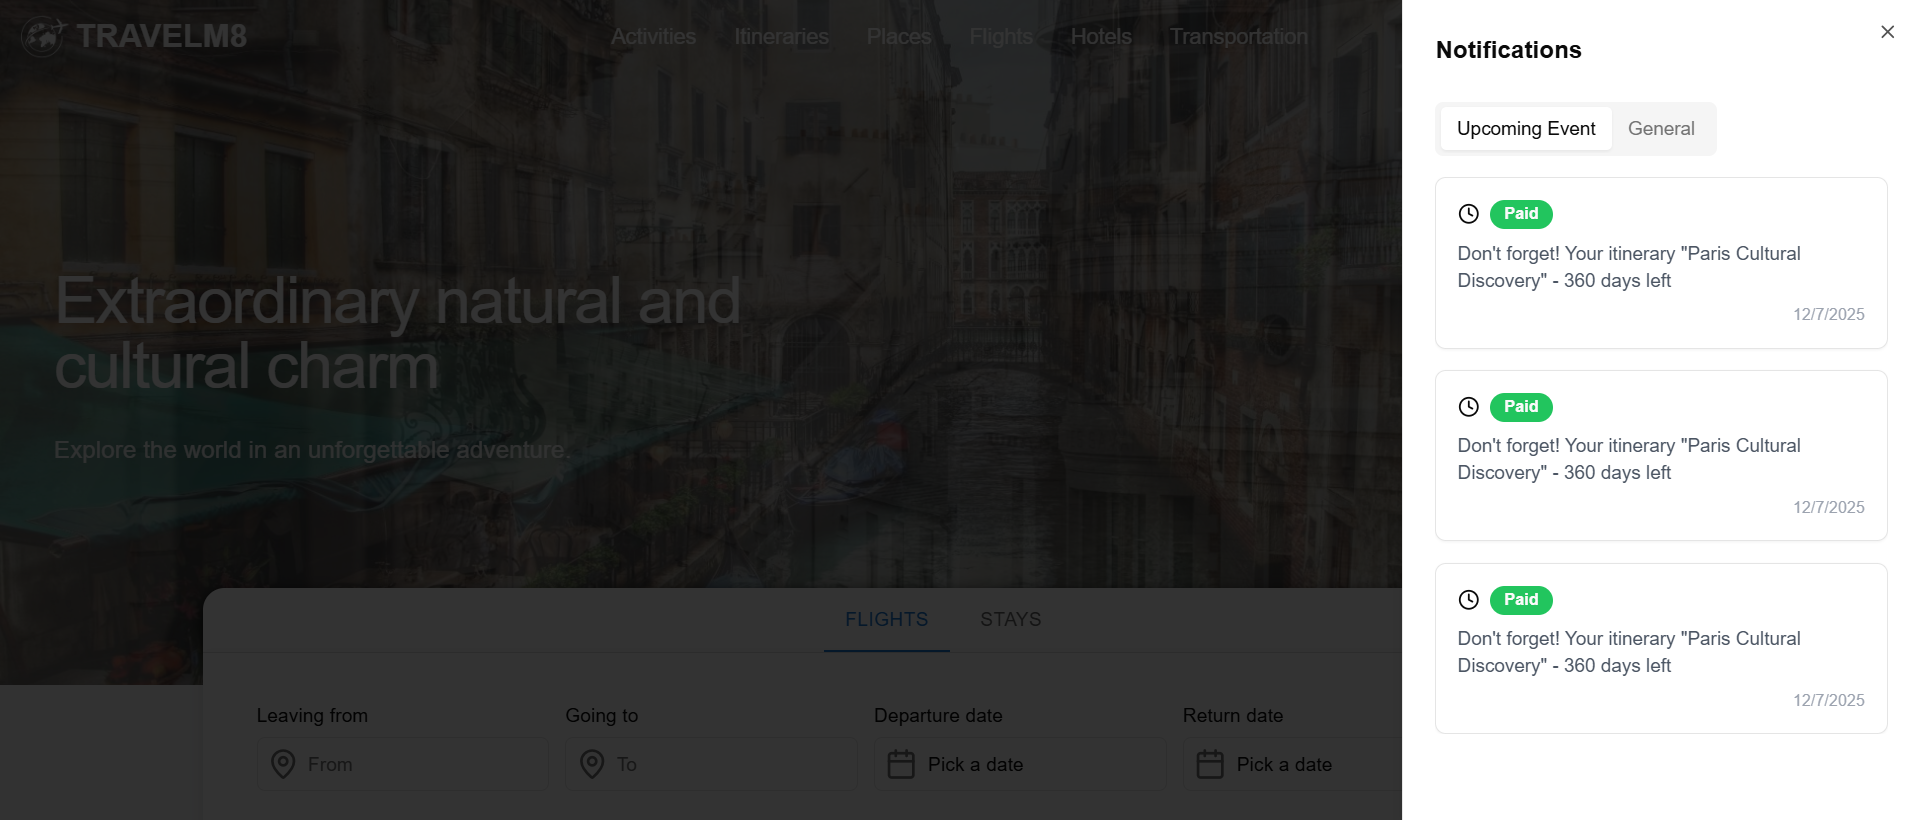 TRAVELM8
Activities
Itineraries
Places
Flights
Hotels
Transportation
Extraordinary natural and
cultural charm
Explore the world in an unforgettable adventure.
FLIGHTS
STAYS
Leaving from
Going to
Departure date
Return date
From
To
Pick a date
Pick a date
Notifications
Upcoming Event
General
Paid
Don't forget! Your itinerary "Paris Cultural
Discovery" - 360 days left
12/7/2025
Paid
Don't forget! Your itinerary "Paris Cultural
Discovery" - 360 days left
12/7/2025
Paid
Don't forget! Your itinerary "Paris Cultural
Discovery" - 360 days left
12/7/2025